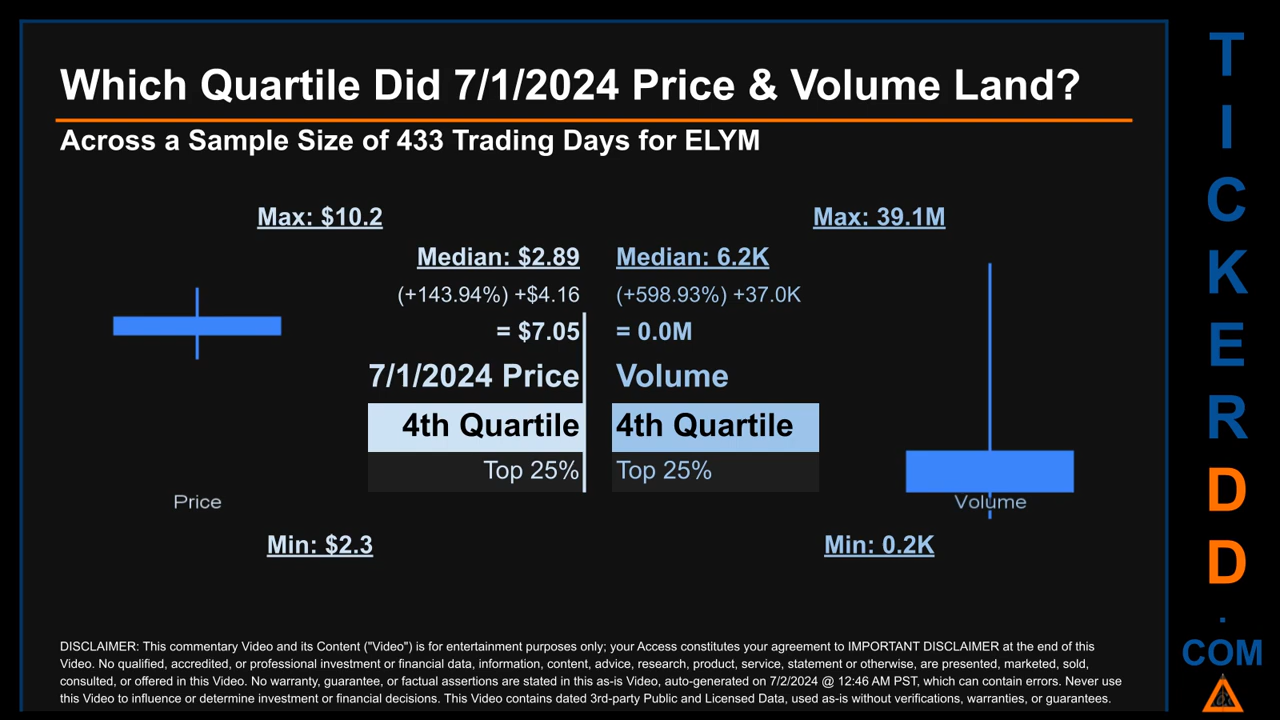 Which Quartile Did 7/1/2024 Price & Volume Land?
Across a Sample Size of 433 Trading Days for ELYM
Max: $10.2
Max: 39.1M
Median: $2.89
Median: 6.2K
(+143.94%) +$4.16
(+598.93%) +37.0K
= $7.05
= 0.0M
7/1/2024 Price
Volume
4th Quartile
4th Quartile
Top 25%
Top 25%
Price
Volume
Min: $2.3
Min: 0.2K
DISCLAIMER: This commentary Video and its Content ("Video") is for entertainment purposes only; your Access constitutes your agreement to IMPORTANT DISCLAIMER at the end of this
Video. No qualified, accredited, or professional investment or financial data, information, content, advice, research, product, service, statement or otherwise, are presented, marketed, sold,
consulted, or offered in this Video. No warranty, guarantee, or factual assertions are stated in this as-is Video, auto-generated on 7/2/2024 @ 12:46 AM PST, which can contain errors. Never use
this Video to influence or determine investment or financial decisions. This Video contains dated 3rd-party Public and Licensed Data, used as-is without verifications, warranties, or guarantees.
T
I
C
K
E
R
D
D
.
COM